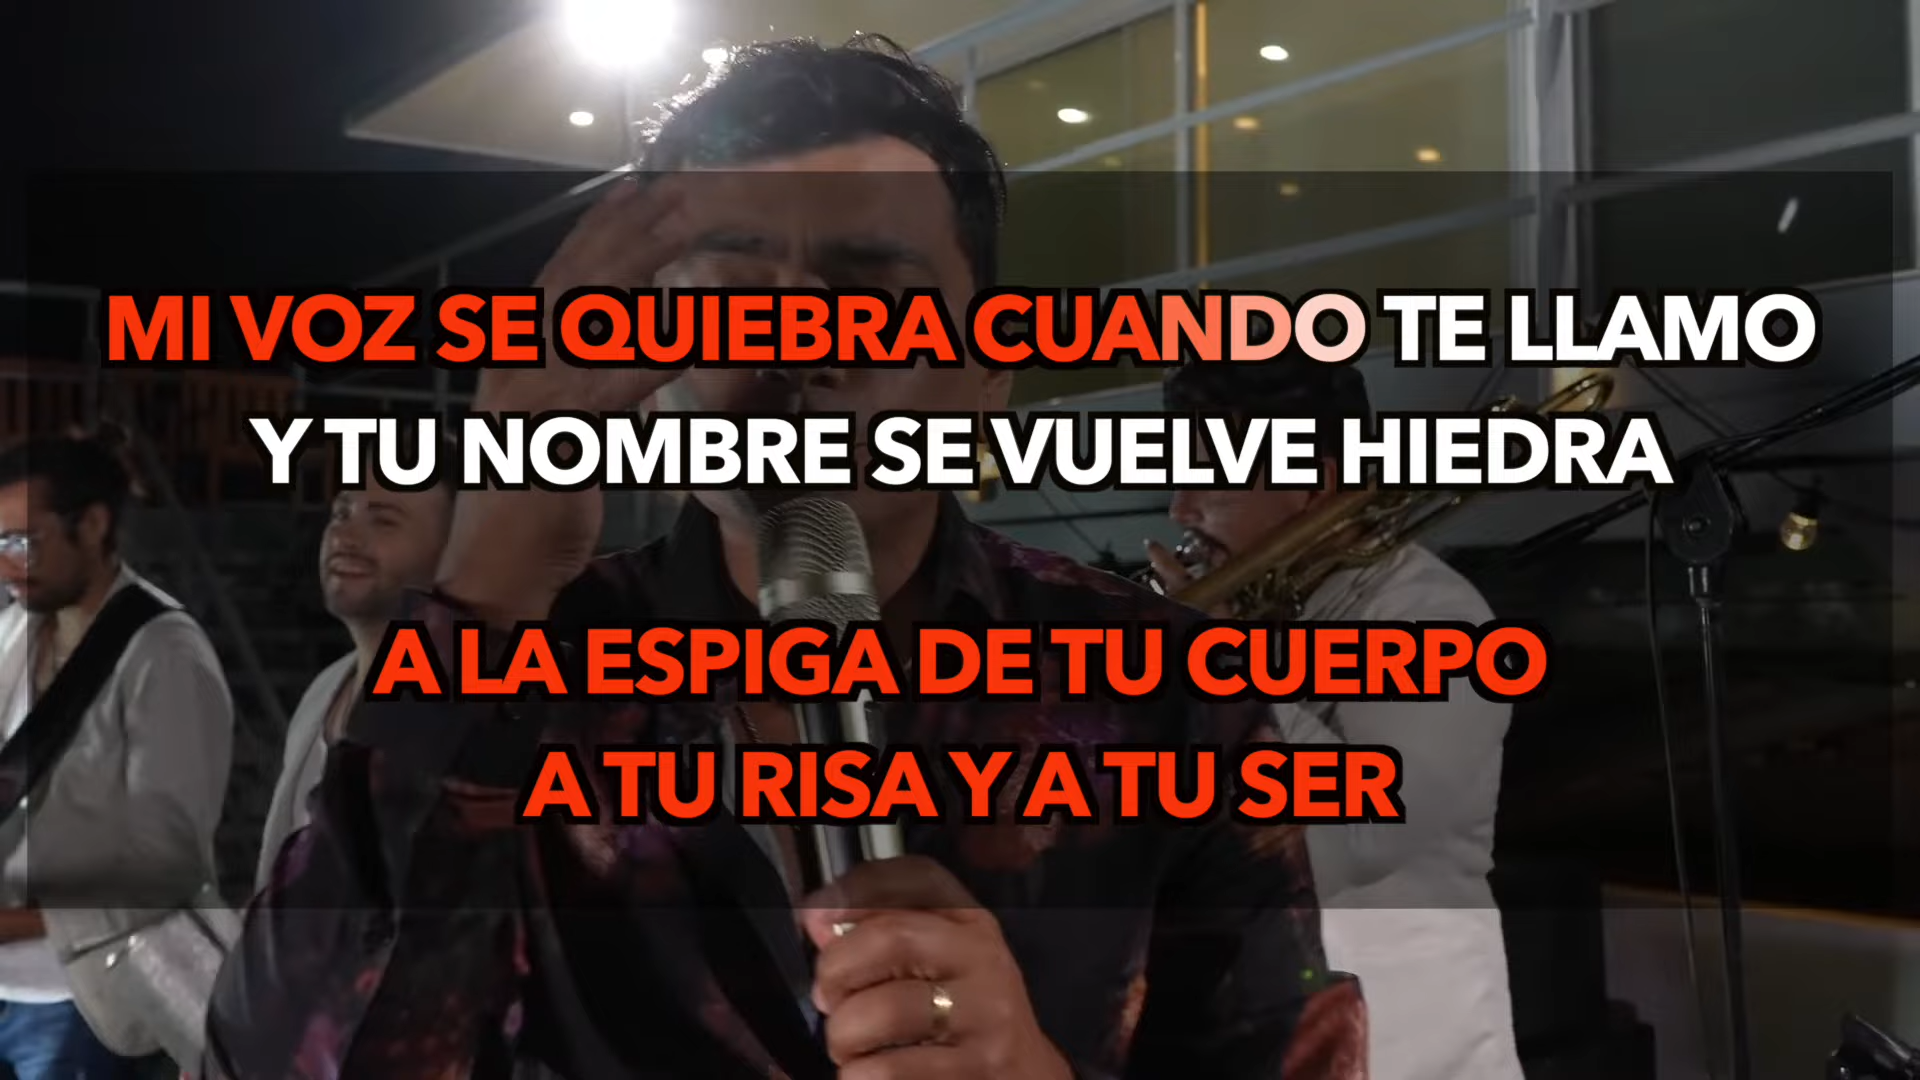 MI VOZ SE QUIEBRA CUANDO TE LLAMO
Y TU NOMBRE SE VUELVE HIEDRA
A LA ESPIGA DE TU CUERPO
A TU RISA Y A TU SER